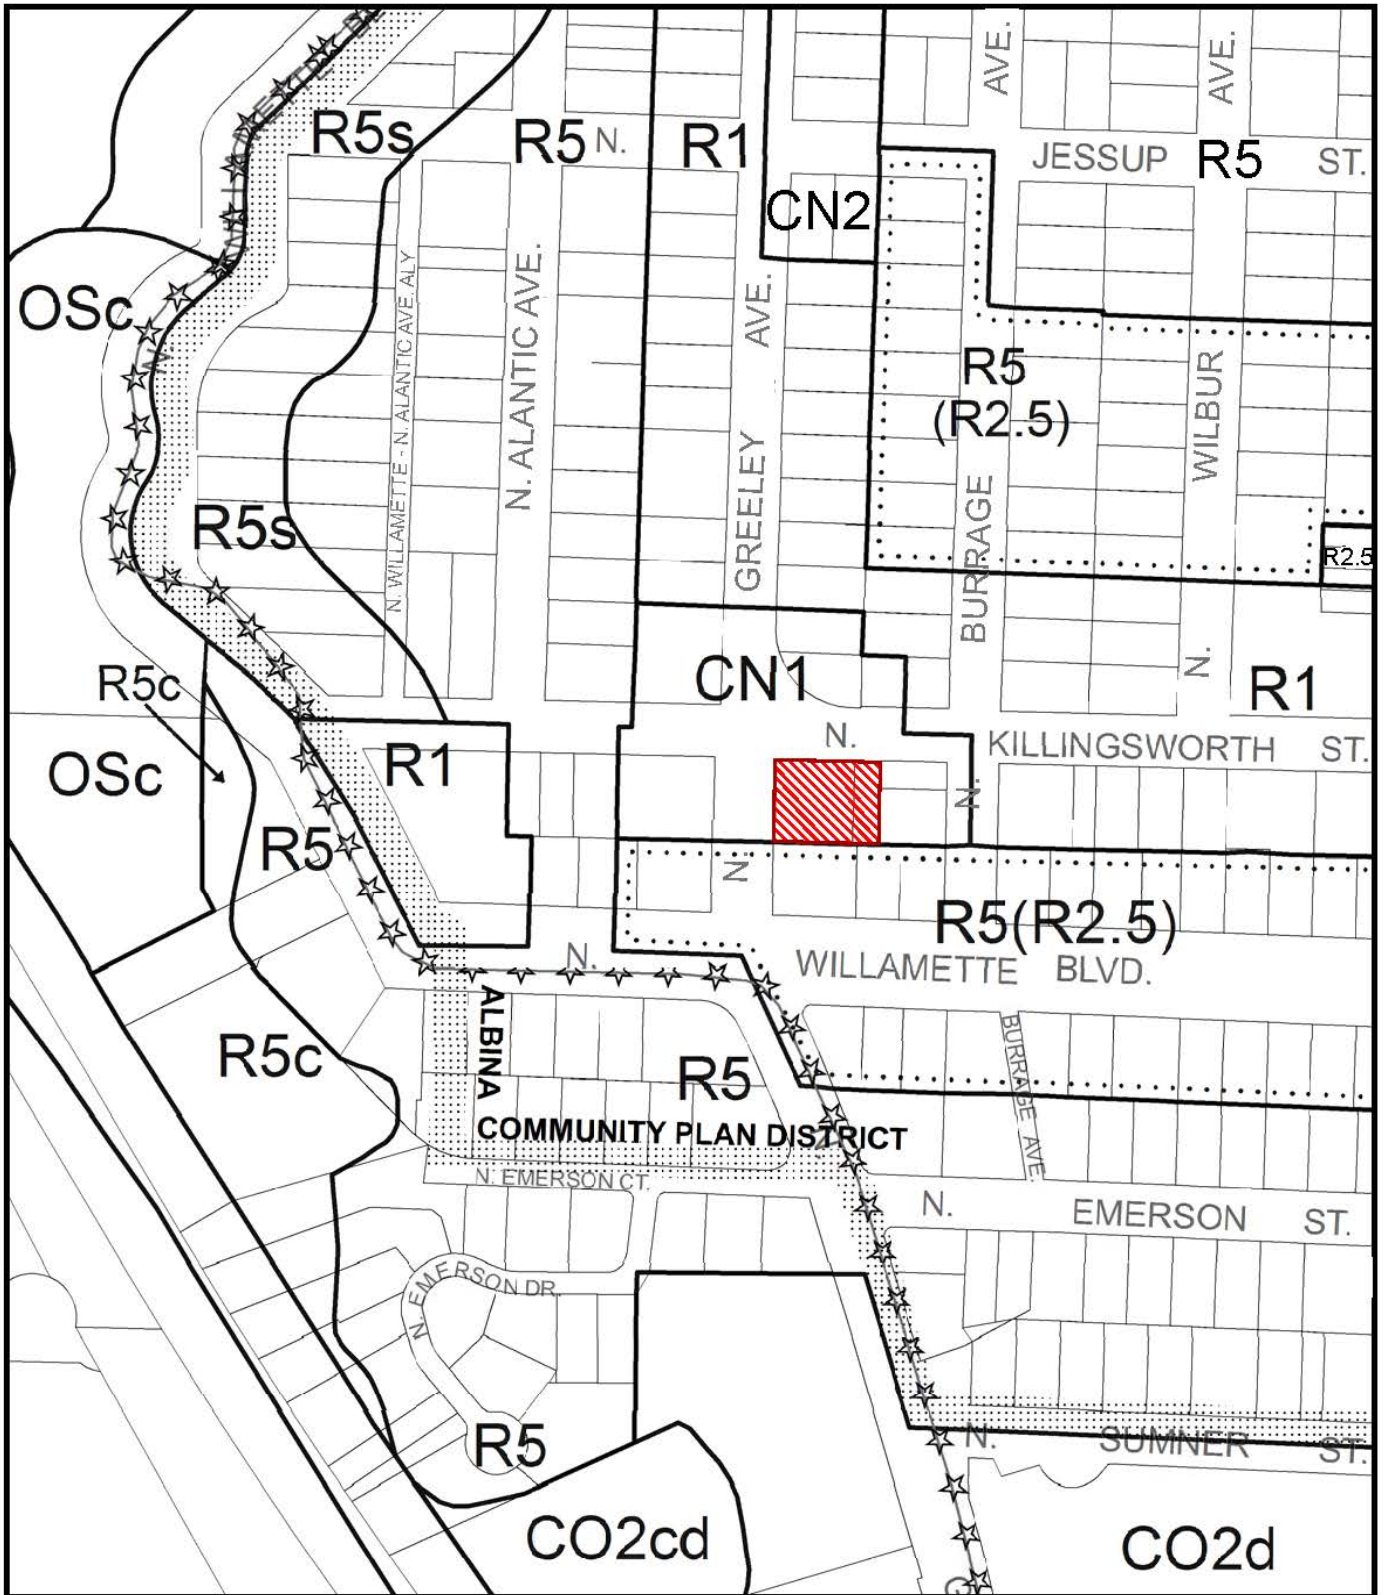 AVE.
AVE.
R5s
R5
N.
R1
JESSUP
R5
ST.
CN2
OSc
N.
N. WILLAMETTE - N. ALANTIC AVE. ALY
N. ALANTIC AVE.
GREELEY AVE.
R5
(R2.5)
WILBUR
R5s
BURRAGE
R2.5
R5c
CN1
N.
R1
N.
KILLINGSWORTH ST.
OSc
R1
N.
R5
N
R5(R2.5)
N.
WILLAMETTE BLVD.
ALBINA
BURRAGE AVE.
R5c
R5
COMMUNITY PLAN DISTRICT
N. EMERSON CT.
N.
EMERSON ST.
N. EMERSON DR.
R5
N.
SUMNER ST.
CO2cd
CO2d
G